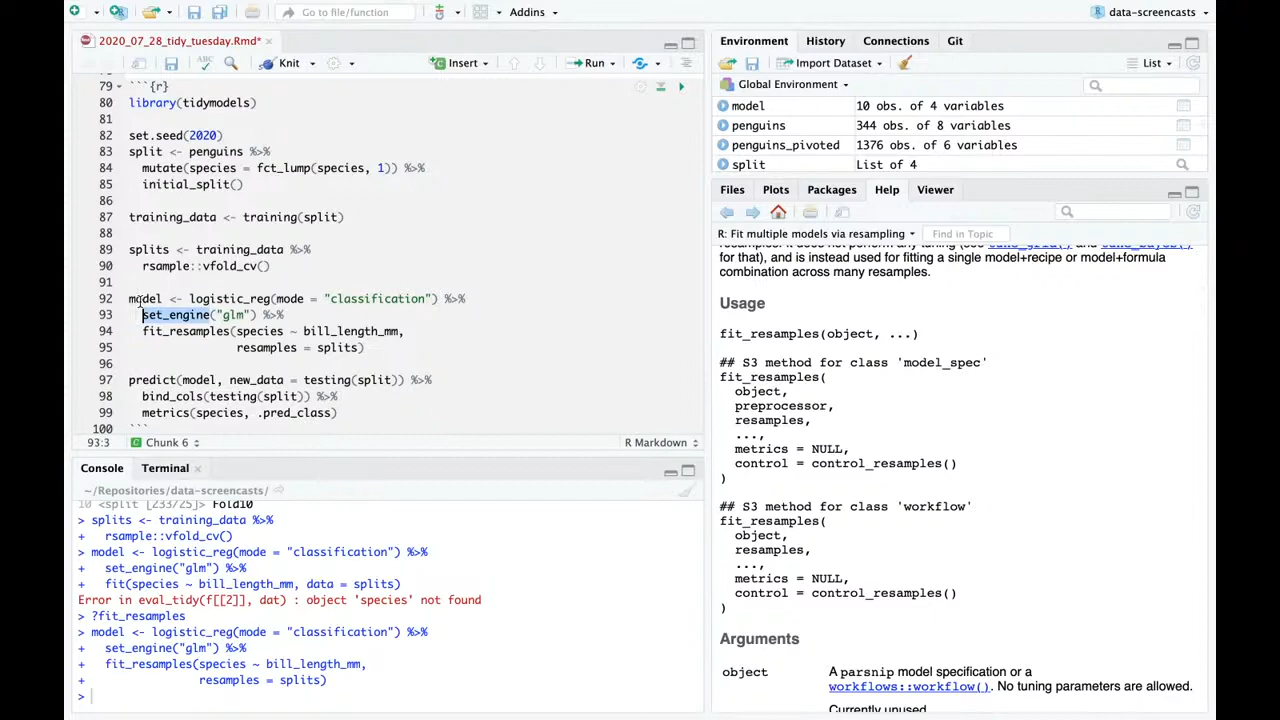 Go to file/function
Addins
data-screencasts
2020_07_28_tidy_tuesday.Rmd*
Knit
Insert
Run
79 ```{r}
80 library(tidymodels)
81
82 set.seed(2020)
83 split <- penguins %>%
84 mutate(species = fct_lump(species, 1)) %>%
85 initial_split()
86
87 training_data <- training(split)
88
89 splits <- training_data %>%
90 rsample::vfold_cv()
91
92 model <- logistic_reg(mode = "classification") %>%
93 set_engine("glm") %>%
94 fit_resamples(species ~ bill_length_mm,
95 resamples = splits)
96
97 predict(model, new_data = testing(split)) %>%
98 bind_cols(testing(split)) %>%
99 metrics(species, .pred_class)
100 ```
93:3 Chunk 6 R Markdown
Console Terminal
~/Repositories/data-screencasts/
10 <split [233/25]> Fold10
> splits <- training_data %>%
+ rsample::vfold_cv()
> model <- logistic_reg(mode = "classification") %>%
+ set_engine("glm") %>%
+ fit(species ~ bill_length_mm, data = splits)
Error in eval_tidy(f[[2]], dat) : object 'species' not found
> ?fit_resamples
> model <- logistic_reg(mode = "classification") %>%
+ set_engine("glm") %>%
+ fit_resamples(species ~ bill_length_mm,
+ resamples = splits)
>
Environment History Connections Git
Import Dataset List
Global Environment
model 10 obs. of 4 variables
penguins 344 obs. of 8 variables
penguins_pivoted 1376 obs. of 6 variables
split List of 4
Files Plots Packages Help Viewer
R: Fit multiple models via resampling Find in Topic
for that), and is instead used for fitting a single model+recipe or model+formula
combination across many resamples.
Usage
fit_resamples(object, ...)
## S3 method for class 'model_spec'
fit_resamples(
object,
preprocessor,
resamples,
...,
metrics = NULL,
control = control_resamples()
)
## S3 method for class 'workflow'
fit_resamples(
object,
resamples,
...,
metrics = NULL,
control = control_resamples()
)
Arguments
object A parsnip model specification or a
workflows::workflow(). No tuning parameters are allowed.
Currently unused.